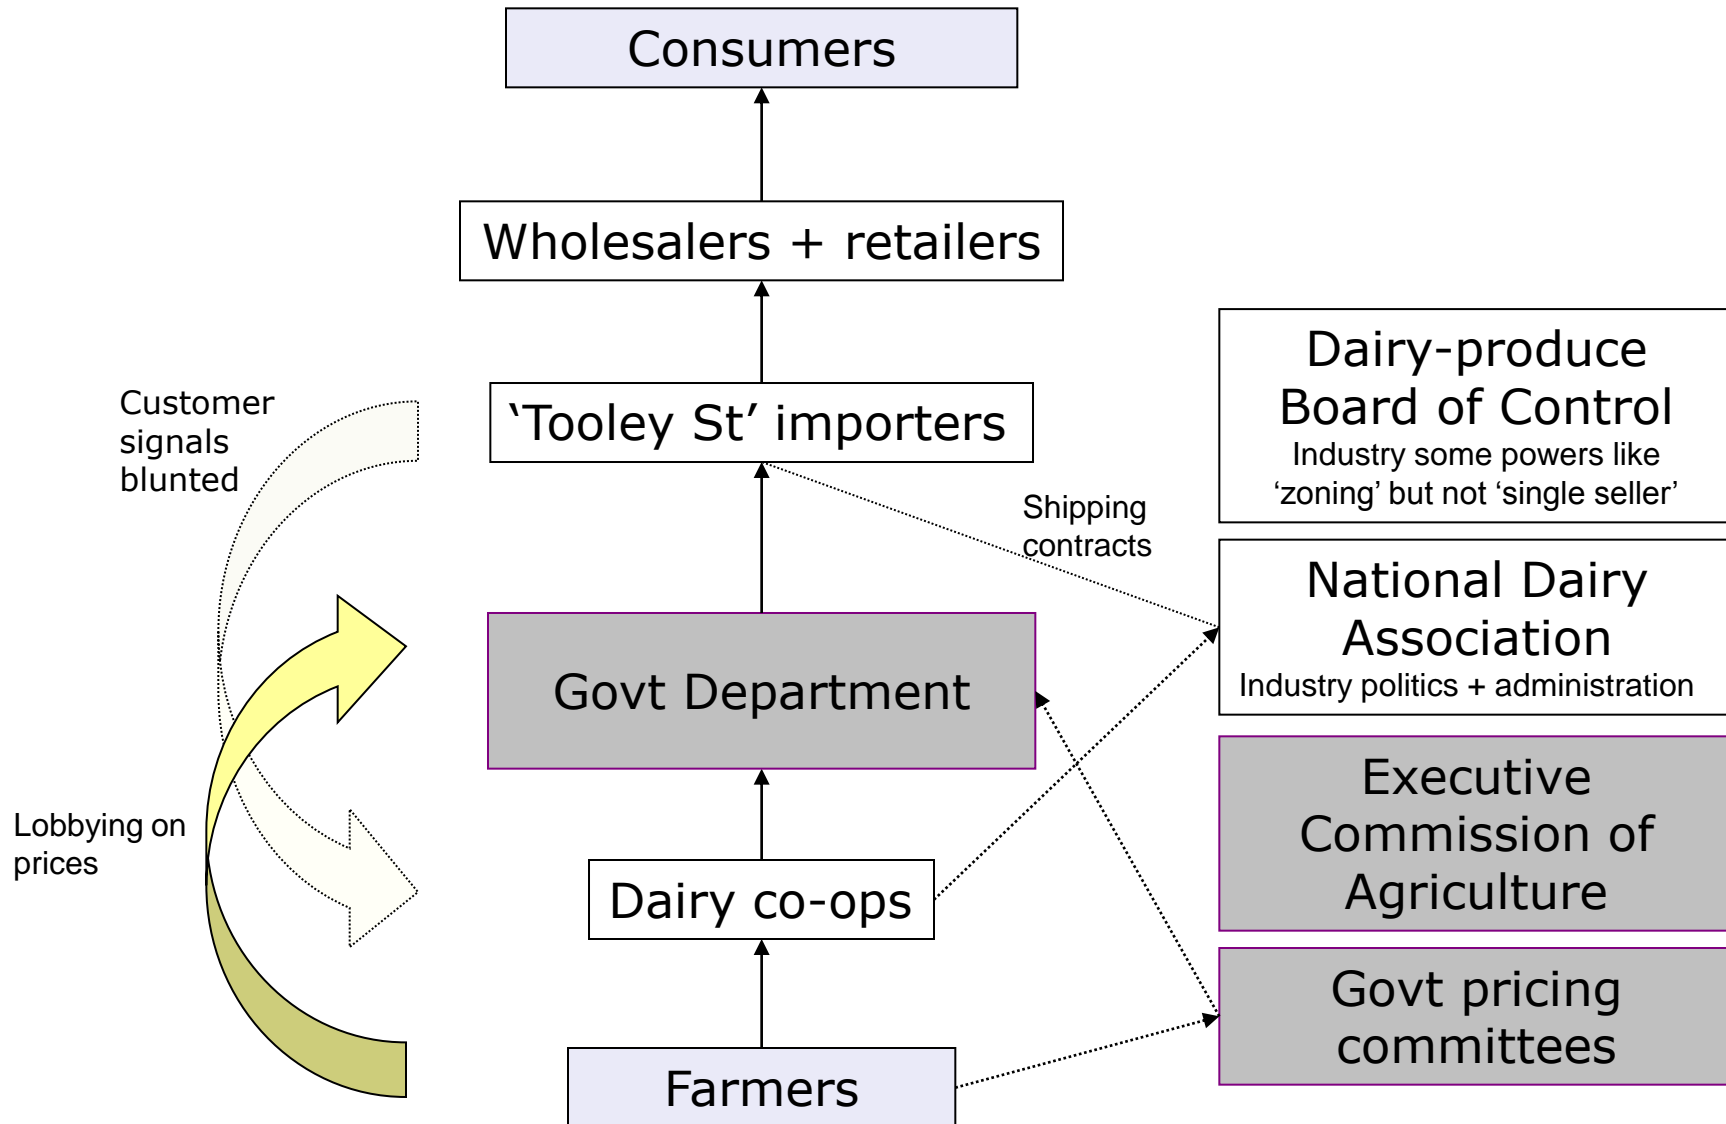 Consumers
Wholesalers + retailers
‘Tooley St’ importers
Customer
signals
blunted
Shipping
contracts
Dairy-produce
Board of Control
Industry some powers like
‘zoning’ but not ‘single seller’
National Dairy
Association
Industry politics + administration
Govt Department
Executive
Commission of
Agriculture
Lobbying on
prices
Dairy co-ops
Govt pricing
committees
Farmers